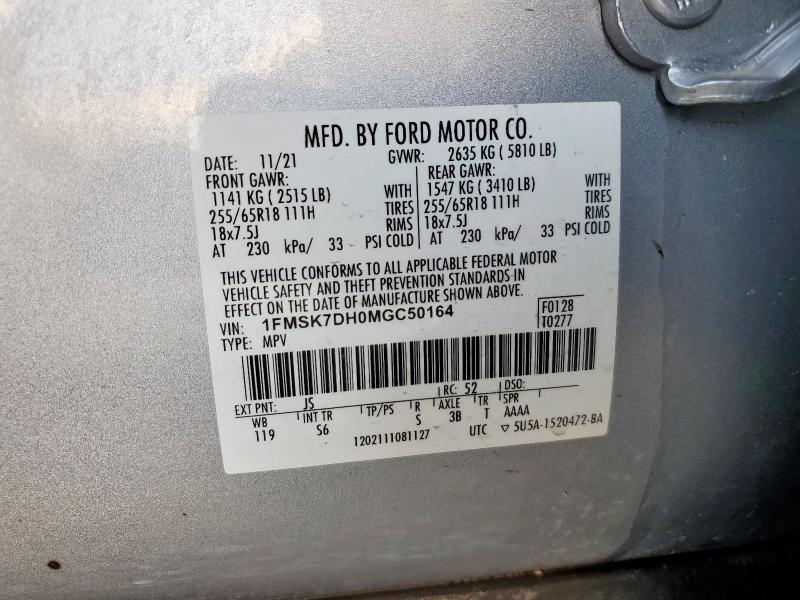 MFD. BY FORD MOTOR CO.
DATE: 11/21 GVWR: 2635 KG ( 5810 LB)
FRONT GAWR: REAR GAWR:
1141 KG ( 2515 LB) WITH 1547 KG ( 3410 LB) WITH
255/65R18 111H TIRES 255/65R18 111H TIRES
18x7.5J RIMS 18x7.5J RIMS
AT 230 kPa/ 33 PSI COLD AT 230 kPa/ 33 PSI COLD
THIS VEHICLE CONFORMS TO ALL APPLICABLE FEDERAL MOTOR
VEHICLE SAFETY AND THEFT PREVENTION STANDARDS IN
EFFECT ON THE DATE OF MANUFACTURE SHOWN ABOVE.
VIN: 1FMSK7DH0MGC50164 F0128
TYPE: MPV T0277
EXT PNT: JS RC: 52 DSO:
WB INT TR TP/PS R AXLE TR SPR
119 S6 S 3B T AAAA
1202111081127 UTC ▽ 5U5A-1520472-BA